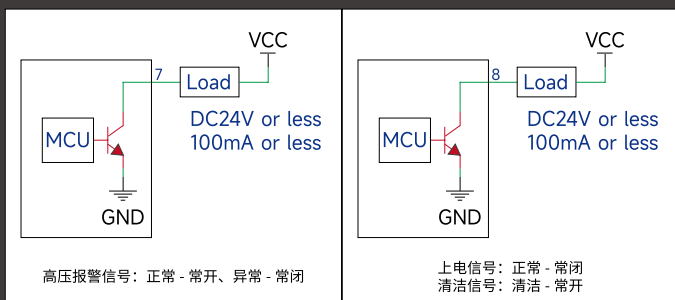 VCC
7
Load
DC24V or less
100mA or less
MCU
GND
高压报警信号：正常 - 常开、异常 - 常闭
VCC
8
Load
DC24V or less
100mA or less
MCU
GND
上电信号：正常 - 常闭
清洁信号：清洁 - 常开